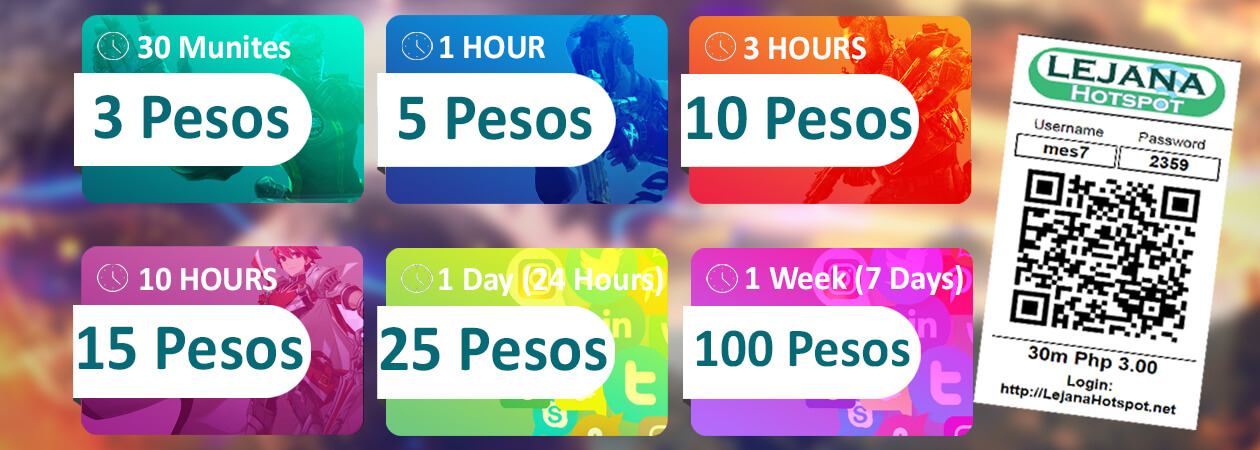 30 Munites
3 Pesos
1 HOUR
5 Pesos
3 HOURS
10 Pesos
10 HOURS
15 Pesos
1 Day (24 Hours)
25 Pesos
1 Week (7 Days)
100 Pesos
LEJANA
HOTSPOT
Username
Password
mes7
2359
30m Php 3.00
Login:
http://LejanaHotspot.net